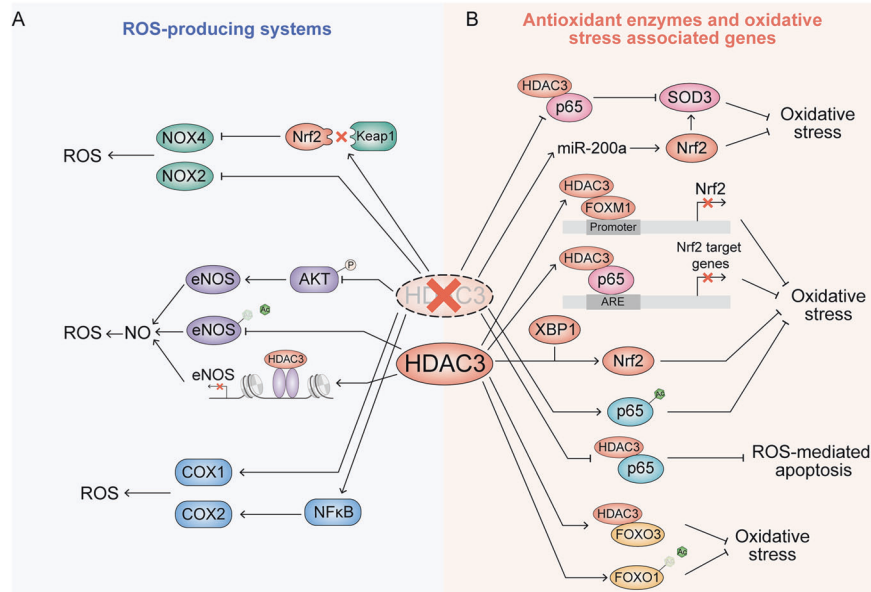 A
ROS-producing systems
NOX4
Nrf2
Keap1
ROS
NOX2
eNOS
AKT
P
HDAC3
Ac
ROS
NO
eNOS
HDAC3
HDAC3
eNOS
COX1
ROS
COX2
NFκB
B
Antioxidant enzymes and oxidative
stress associated genes
HDAC3
p65
SOD3
Oxidative
stress
miR-200a
Nrf2
HDAC3
Nrf2
FOXM1
Promoter
HDAC3
Nrf2 target
genes
p65
ARE
Oxidative
stress
XBP1
Nrf2
Ac
p65
HDAC3
p65
ROS-mediated
apoptosis
HDAC3
FOXO3
Oxidative
stress
Ac
FOXO1